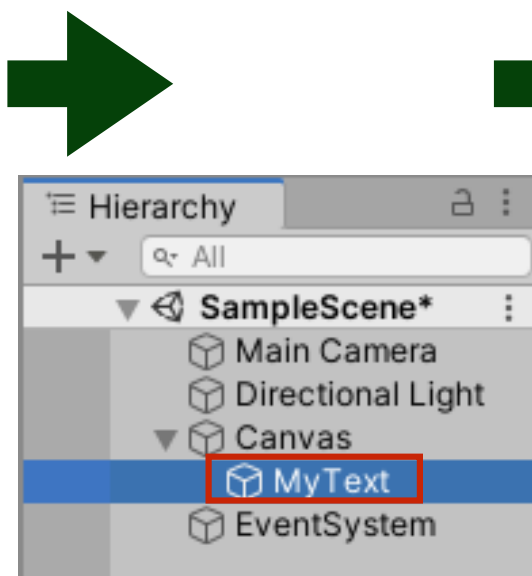 Hierarchy
All
SampleScene*
Main Camera
Directional Light
Canvas
MyText
EventSystem